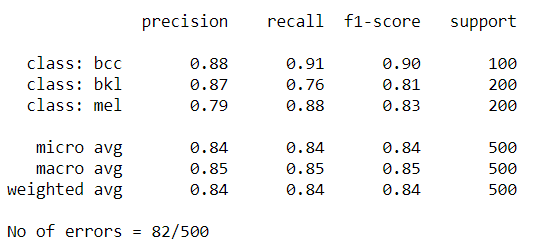 precision recall f1-score support
class: bcc 0.88 0.91 0.90 100
class: bkl 0.87 0.76 0.81 200
class: mel 0.79 0.88 0.83 200
micro avg 0.84 0.84 0.84 500
macro avg 0.85 0.85 0.85 500
weighted avg 0.84 0.84 0.84 500
No of errors = 82/500